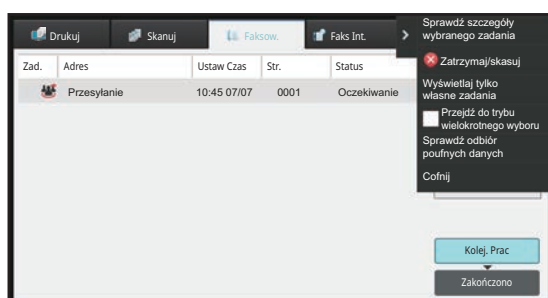 Drukuj
Skanuj
Faksow.
Faks Int.
Zad. Adres Ustaw Czas Str. Status
Przesyłanie 10:45 07/07 0001 Oczekiwanie
Sprawdź szczegóły
wybranego zadania
Zatrzymaj/skasuj
Wyświetlaj tylko
własne zadania
Przejdź do trybu
wielokrotnego wyboru
Sprawdź odbiór
poufnych danych
Cofnij
Kolej. Prac
Zakończono